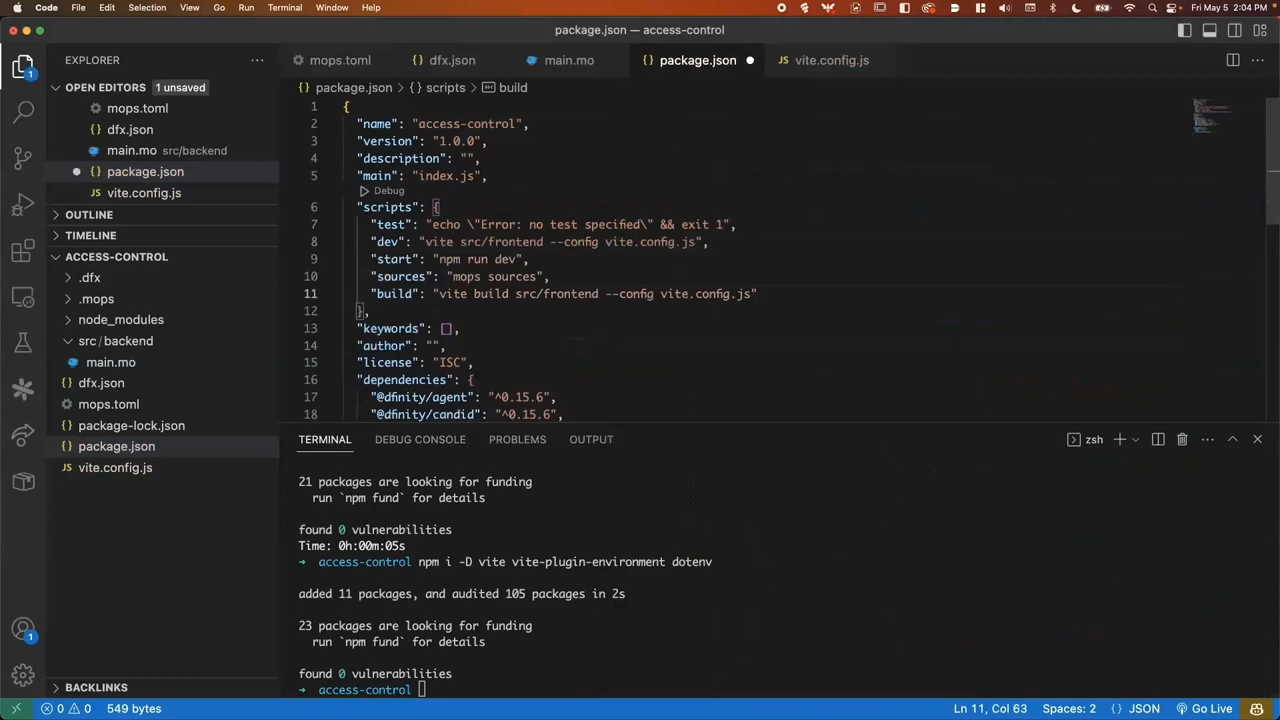 Code File Edit Selection View Go Run Terminal Window Help Fri May 5 2:04 PM
package.json — access-control
EXPLORER
OPEN EDITORS 1 unsaved
mops.toml
dfx.json
main.mo src/backend
package.json
JS vite.config.js
OUTLINE
TIMELINE
ACCESS-CONTROL
.dfx
.mops
node_modules
src/backend
main.mo
dfx.json
mops.toml
package-lock.json
package.json
JS vite.config.js
BACKLINKS
1
1
mops.toml {} dfx.json main.mo {} package.json JS vite.config.js
{} package.json > {} scripts > build
1 {
2 "name": "access-control",
3 "version": "1.0.0",
4 "description": "",
5 "main": "index.js",
Debug
6 "scripts": {
7 "test": "echo \"Error: no test specified\" && exit 1",
8 "dev": "vite src/frontend --config vite.config.js",
9 "start": "npm run dev",
10 "sources": "mops sources",
11 "build": "vite build src/frontend --config vite.config.js"
12 },
13 "keywords": [],
14 "author": "",
15 "license": "ISC",
16 "dependencies": {
17 "@dfinity/agent": "^0.15.6",
18 "@dfinity/candid": "^0.15.6",
TERMINAL DEBUG CONSOLE PROBLEMS OUTPUT zsh
21 packages are looking for funding
run `npm fund` for details
found 0 vulnerabilities
Time: 0h:00m:05s
→ access-control npm i -D vite vite-plugin-environment dotenv
added 11 packages, and audited 105 packages in 2s
23 packages are looking for funding
run `npm fund` for details
found 0 vulnerabilities
→ access-control
0 0 549 bytes Ln 11, Col 63 Spaces: 2 {} JSON Go Live